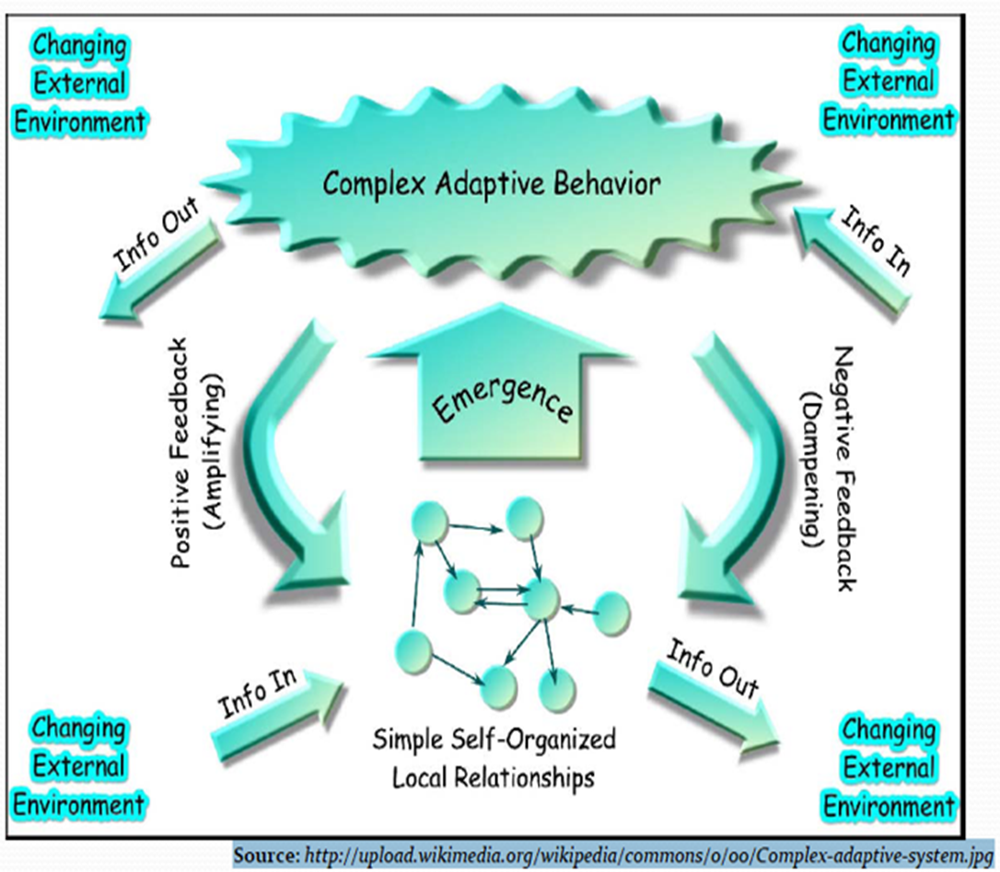 Changing
External
Environment
Changing
External
Environment
Complex Adaptive Behavior
Info Out
Info In
Positive Feedback
(Amplifying)
Emergence
Negative Feedback
(Dampening)
Info In
Info Out
Simple Self-Organized
Local Relationships
Changing
External
Environment
Changing
External
Environment
Source: http://upload.wikimedia.org/wikipedia/commons/0/00/Complex-adaptive-system.jpg